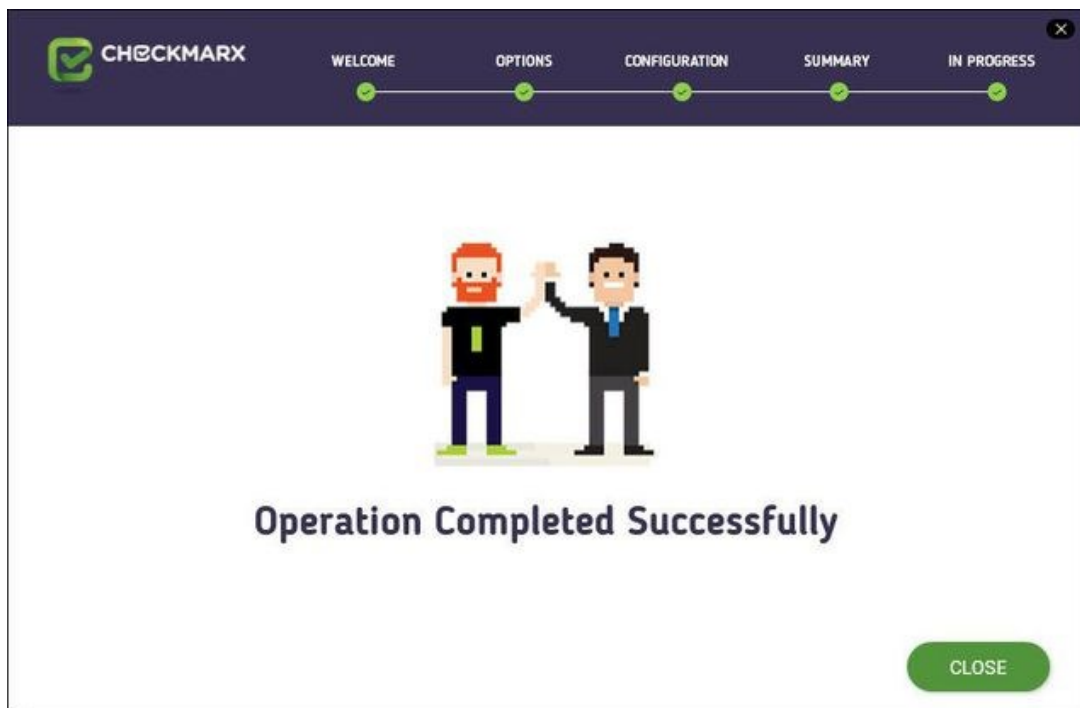 CHECKMARX
WELCOME
OPTIONS
CONFIGURATION
SUMMARY
IN PROGRESS
Operation Completed Successfully
CLOSE